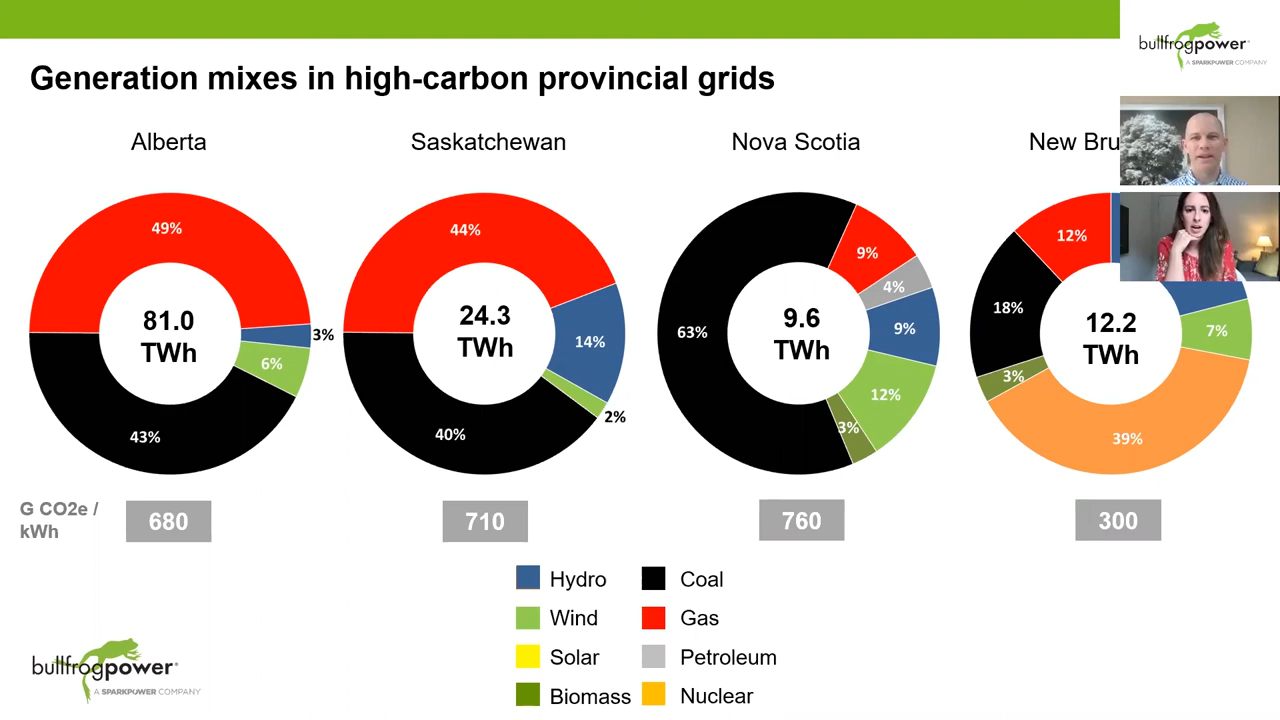 bullfrogpower
A SPARKPOWER COMPANY
Generation mixes in high-carbon provincial grids
Alberta
Saskatchewan
Nova Scotia
New Bru
49%
3%
6%
43%
81.0
TWh
44%
14%
2%
40%
24.3
TWh
63%
9%
4%
9%
12%
3%
9.6
TWh
12%
18%
3%
7%
39%
12.2
TWh
G CO2e /
kWh
680
710
760
300
Hydro
Coal
Wind
Gas
Solar
Petroleum
Biomass
Nuclear
bullfrogpower
A SPARKPOWER COMPANY